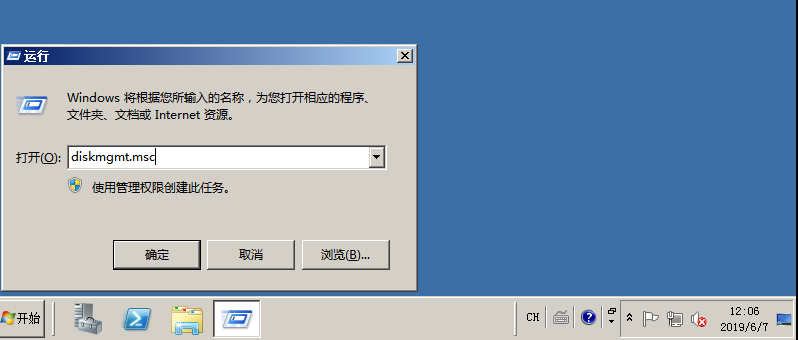 运行
Windows 将根据您所输入的名称，为您打开相应的程序、
文件夹、文档或 Internet 资源。
打开(O):
diskmgmt.msc
使用管理权限创建此任务。
确定
取消
浏览(B)...
开始
CH
12:06
2019/6/7